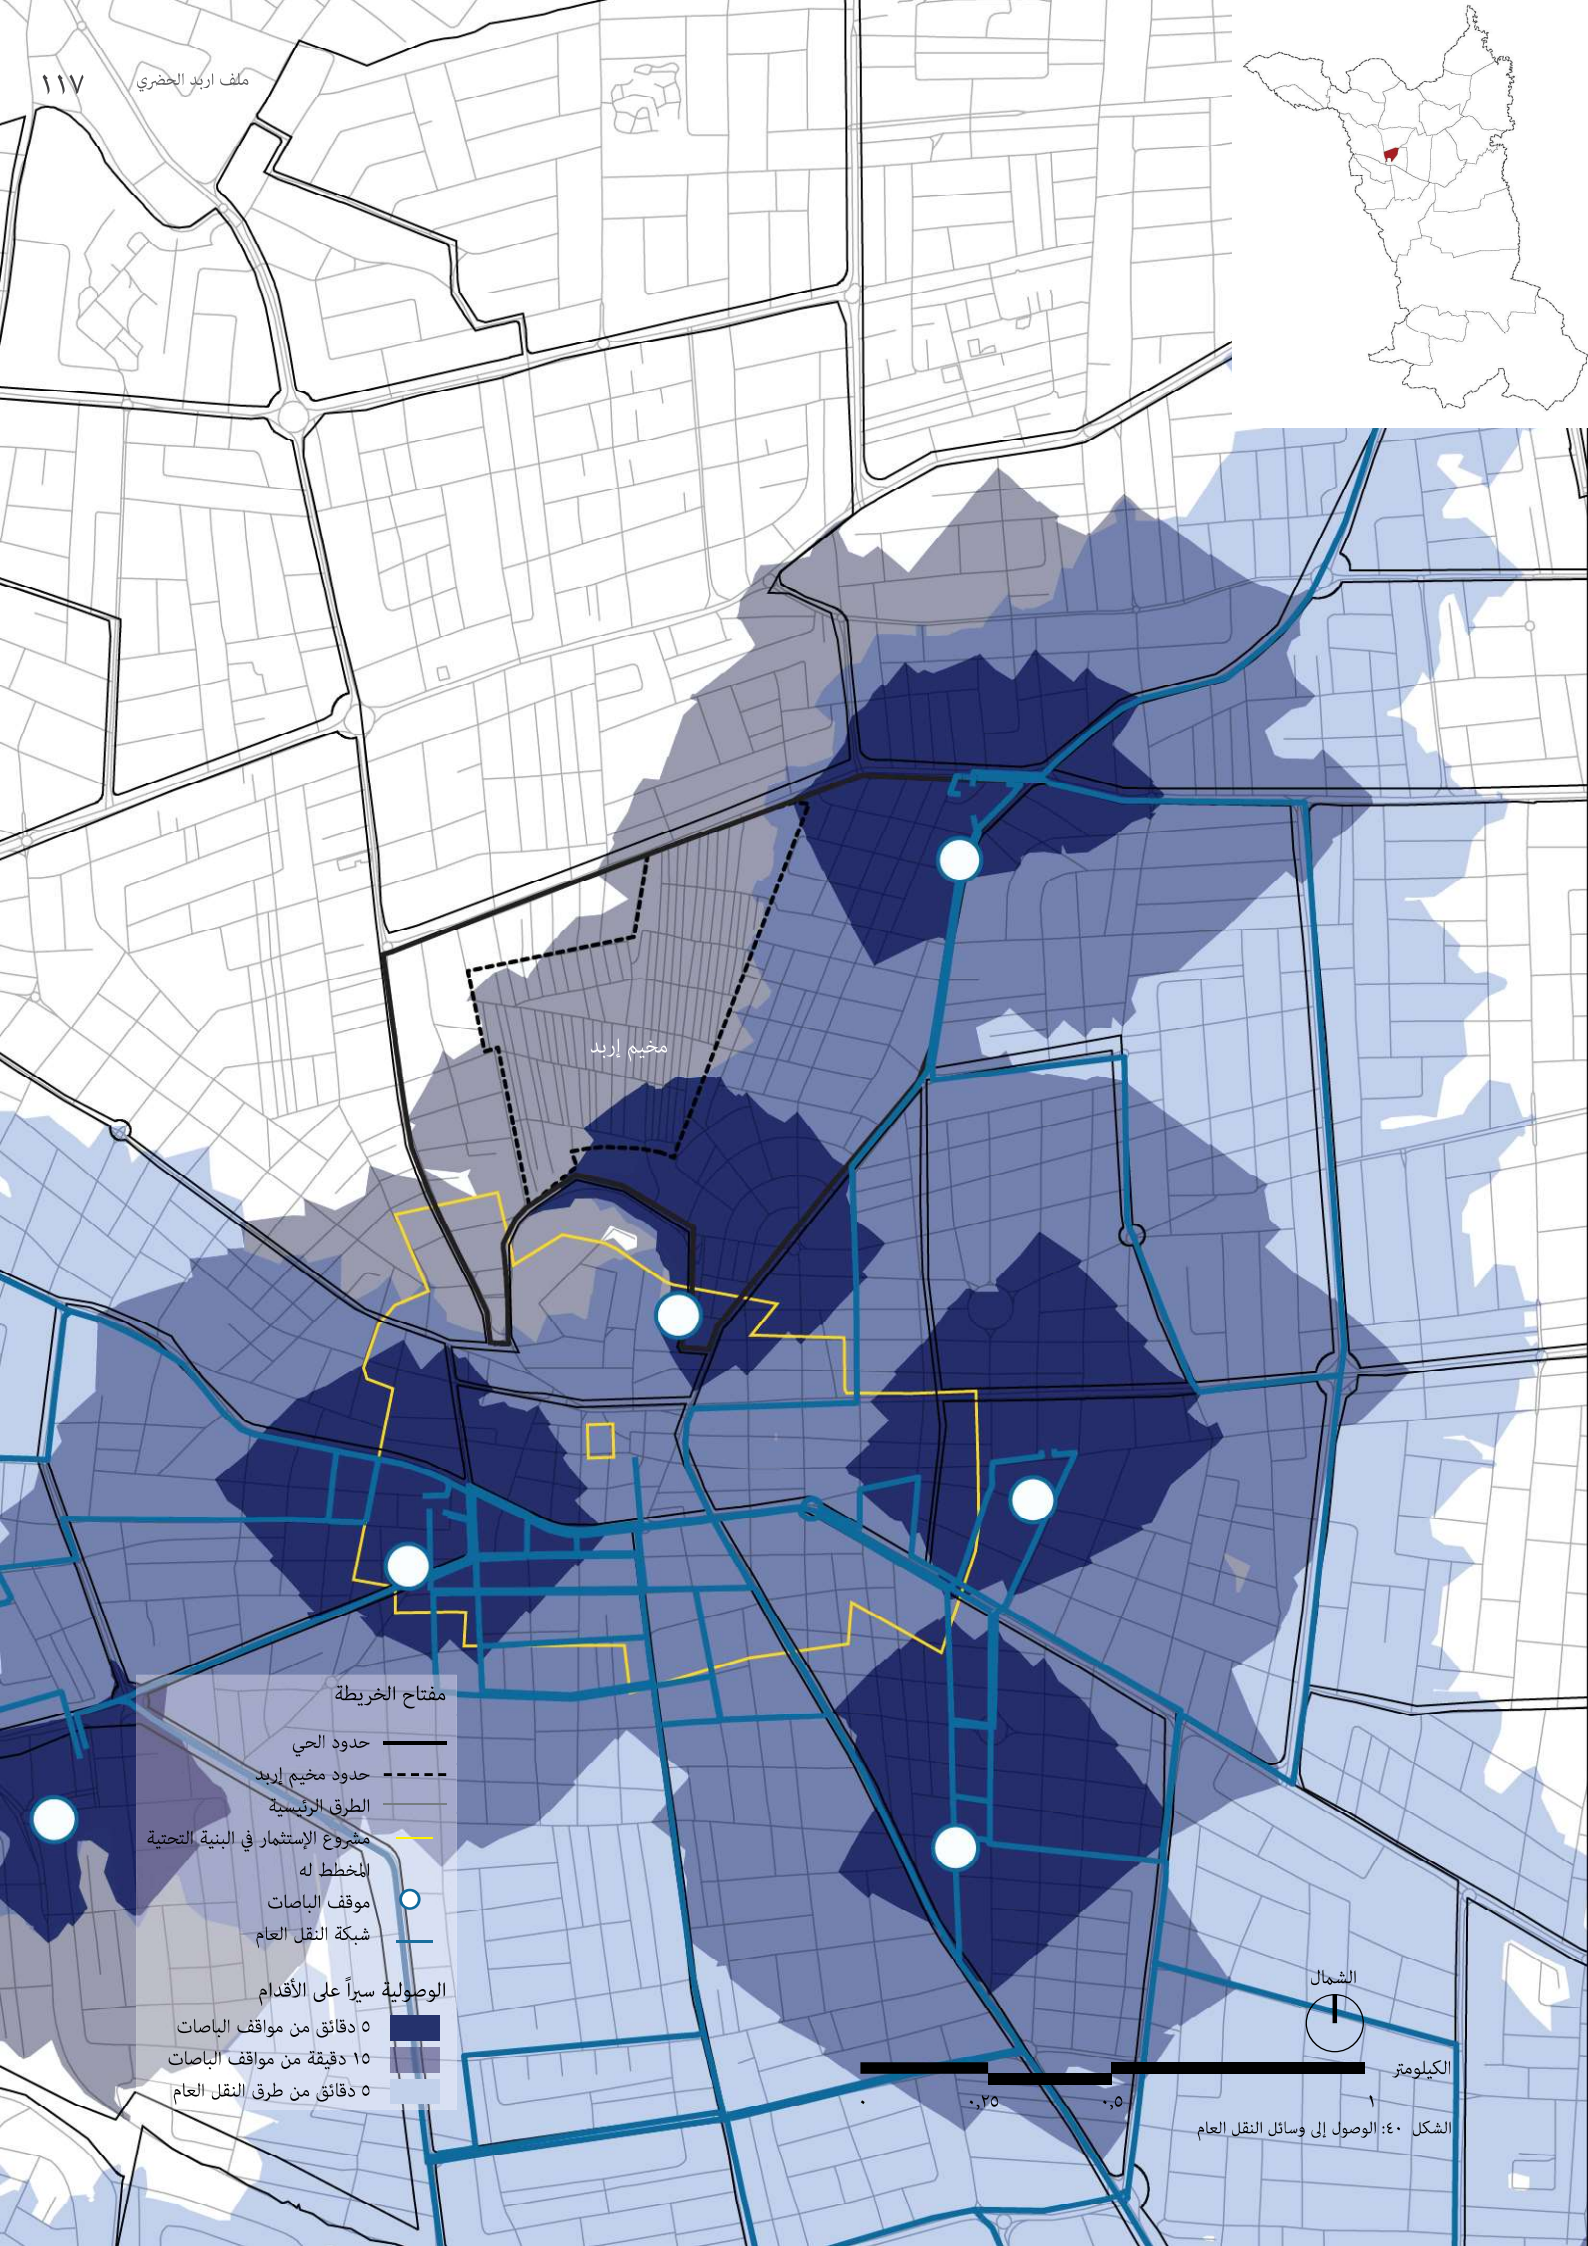 ١١٧
ملف اربد الحضري
مخيم إربد
مفتاح الخريطة
حدود الحي
حدود مخيم إربد
الطرق الرئيسية
مشروع الإستثمار في البنية التحتية
المخطط له
موقف الباصات
شبكة النقل العام
الوصولية سيراً على الأقدام
٥ دقائق من مواقف الباصات
١٥ دقيقة من مواقف الباصات
٥ دقائق من طرق النقل العام
الشمال
الكيلومتر
٠ ٠,٢٥ ٠,٥ ١
الشكل ٤٠: الوصول إلى وسائل النقل العام